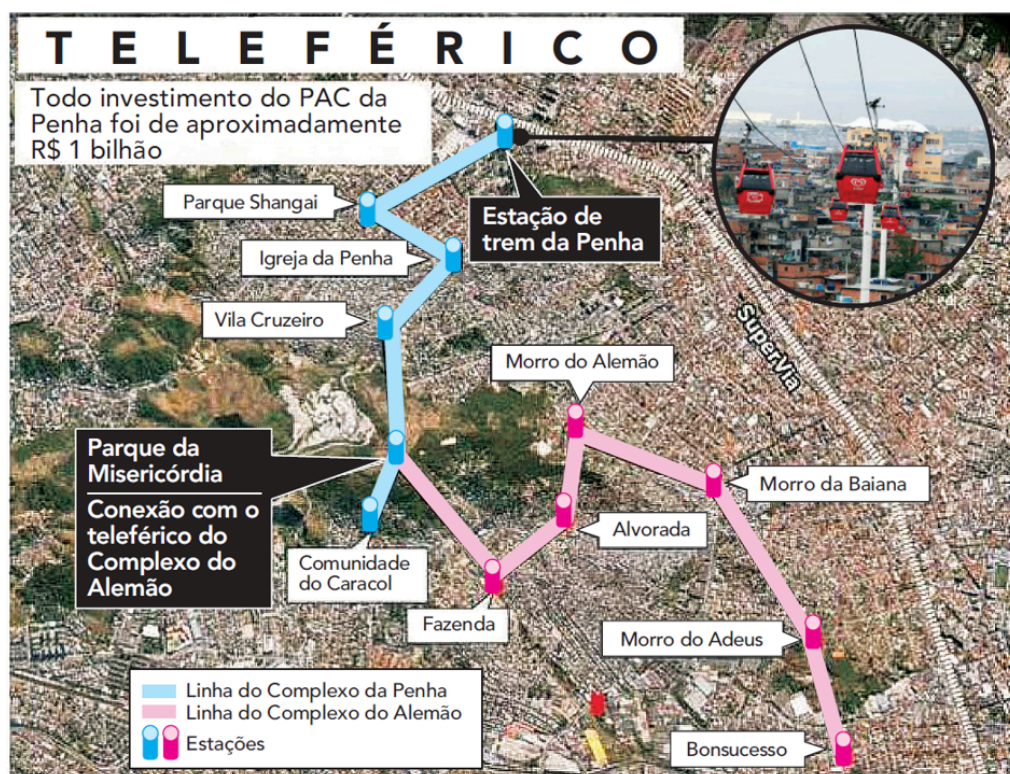 TELEFÉRICO
Todo investimento do PAC da
Penha foi de aproximadamente
R$ 1 bilhão
Parque Shangai
Estação de
trem da Penha
Igreja da Penha
Vila Cruzeiro
SuperVia
Morro do Alemão
Parque da
Misericórdia
Conexão com o
teleférico do
Complexo do
Alemão
Morro da Baiana
Alvorada
Comunidade
do Caracol
Fazenda
Morro do Adeus
Linha do Complexo da Penha
Linha do Complexo do Alemão
Estações
Bonsucesso